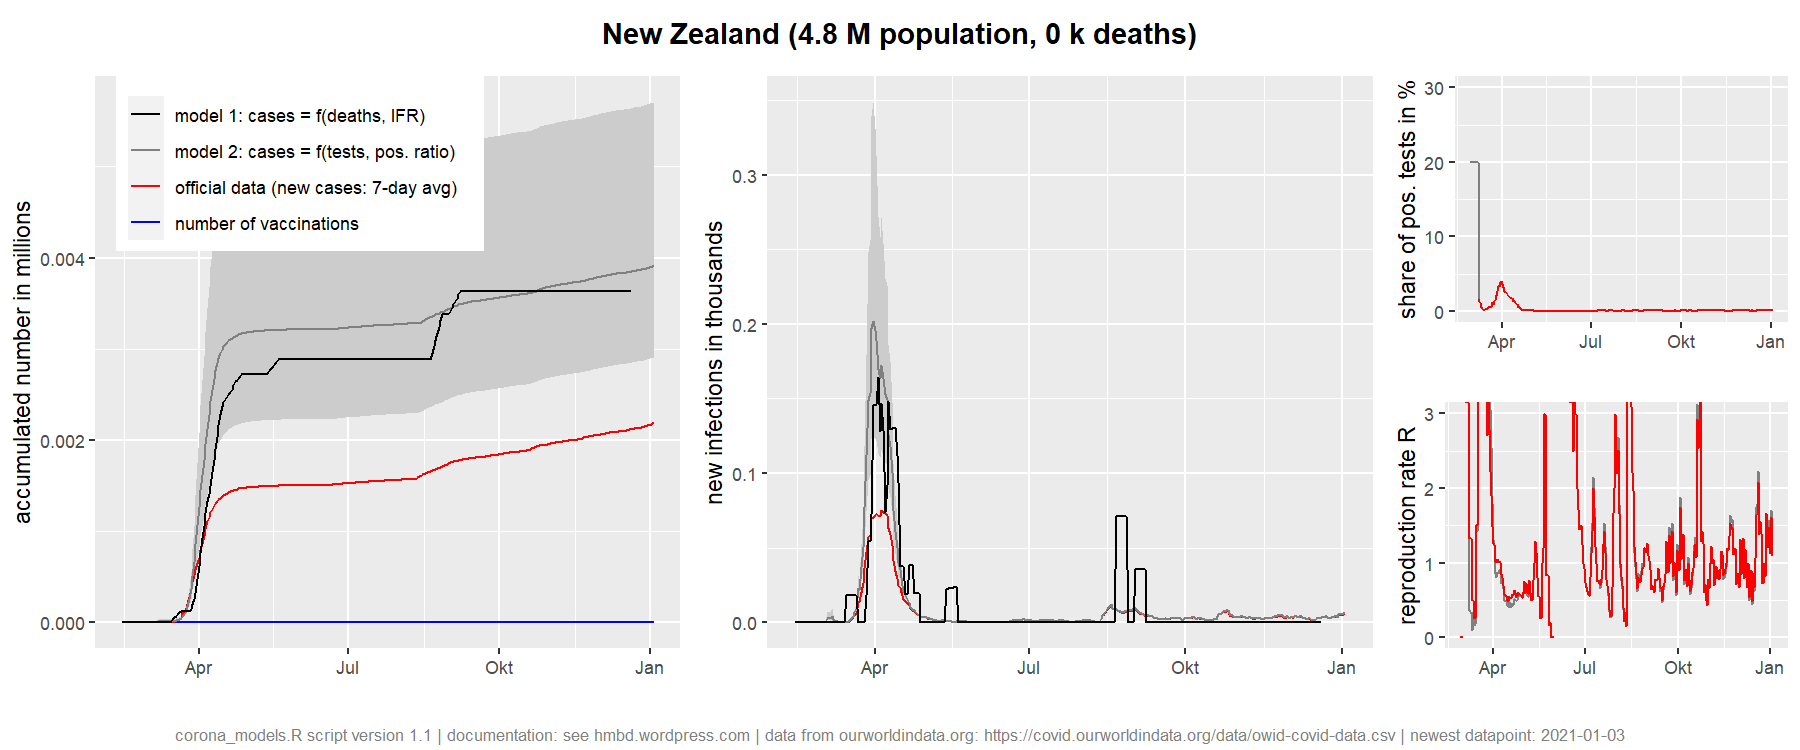 New Zealand (4.8 M population, 0 k deaths)
model 1: cases = f(deaths, IFR)
model 2: cases = f(tests, pos. ratio)
official data (new cases: 7-day avg)
number of vaccinations
accumulated number in millions
0.004
0.002
0.000
Apr
Jul
Okt
Jan
new infections in thousands
0.3
0.2
0.1
0.0
Apr
Jul
Okt
Jan
share of pos. tests in %
30
20
10
0
Apr
Jul
Okt
Jan
reproduction rate R
3
2
1
0
Apr
Jul
Okt
Jan
corona_models.R script version 1.1 | documentation: see hmbd.wordpress.com | data from ourworldindata.org: https://covid.ourworldindata.org/data/owid-covid-data.csv | newest datapoint: 2021-01-03